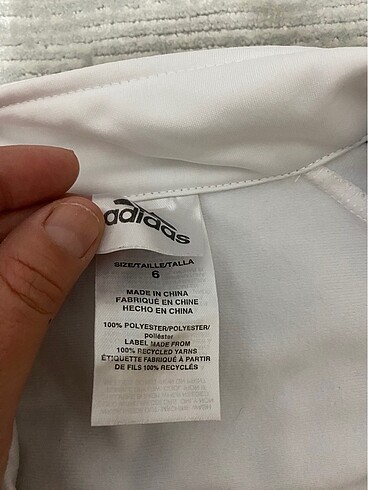 adidas
SIZE/TAILLE/TALLA
6
MADE IN CHINA
FABRIQUÉ EN CHINE
HECHO EN CHINA
100% POLYESTER/POLYESTER/
poliéster
LABEL MADE FROM
100% RECYCLED YARNS
ÉTIQUETTE FABRIQUÉ A PARTIR
DE FILS 100% RECYCLÉS